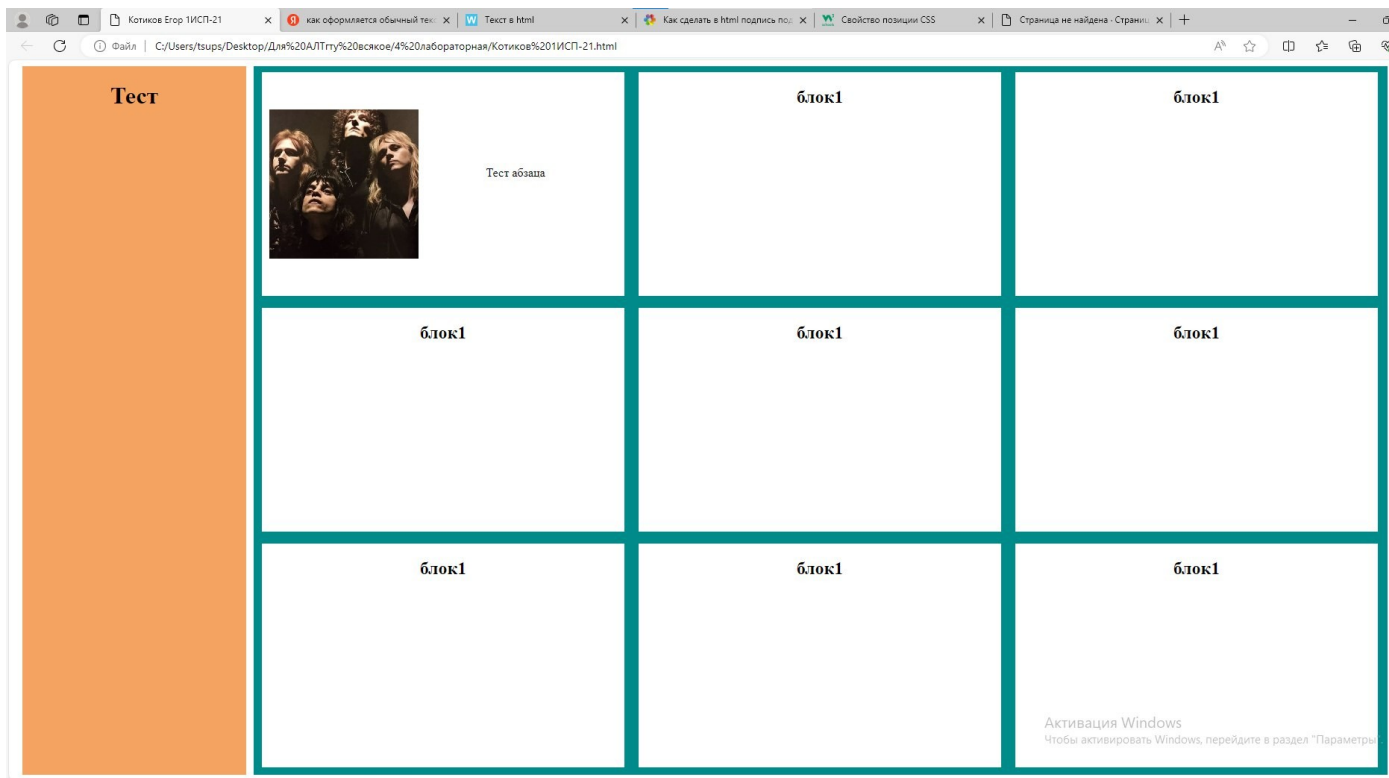 Котиков Егор 1ИСП-21
как оформляется обычный тек
Текст в html
Как сделать в html подпись под
Свойство позиции CSS
Страница не найдена · Страниц
Файл
C:/Users/tsups/Desktop/Для%20АЛТгту%20всякое/4%20лабораторная/Котиков%201ИСП-21.html
Тест
Тест абзаца
блок1
блок1
блок1
блок1
блок1
блок1
блок1
блок1
Активация Windows
Чтобы активировать Windows, перейдите в раздел "Параметры".